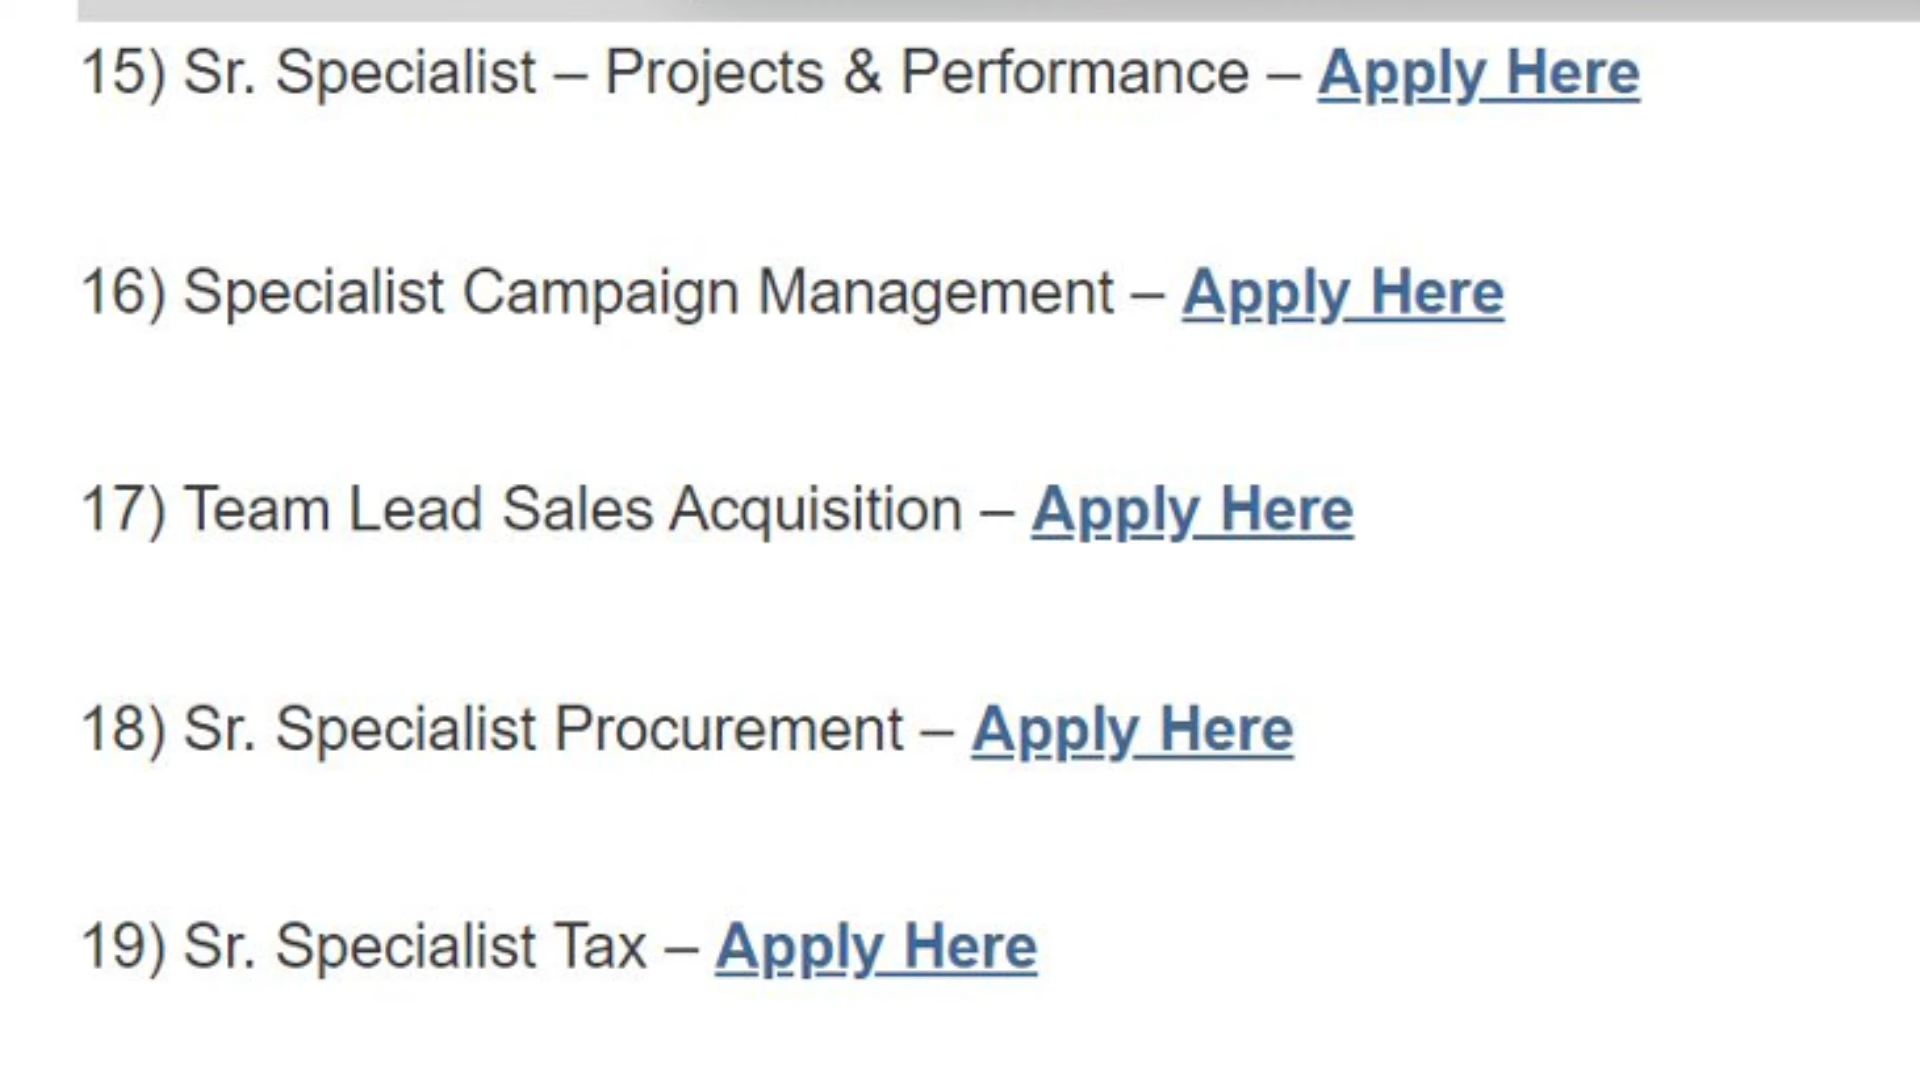 15) Sr. Specialist – Projects & Performance – Apply Here
16) Specialist Campaign Management – Apply Here
17) Team Lead Sales Acquisition – Apply Here
18) Sr. Specialist Procurement – Apply Here
19) Sr. Specialist Tax – Apply Here